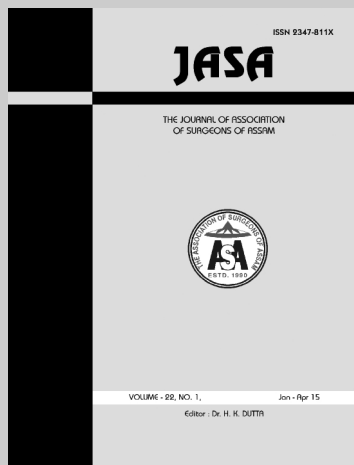 ISSN 2347-811X
JASA
THE JOURNAL OF ASSOCIATION
OF SURGEONS OF ASSAM
THE ASSOCIATION OF SURGEONS OF ASSAM
ASA
ESTD. 1990
VOLUME - 22, NO. 1, Jan - Apr 15
Editor : Dr. H. K. DUTTA